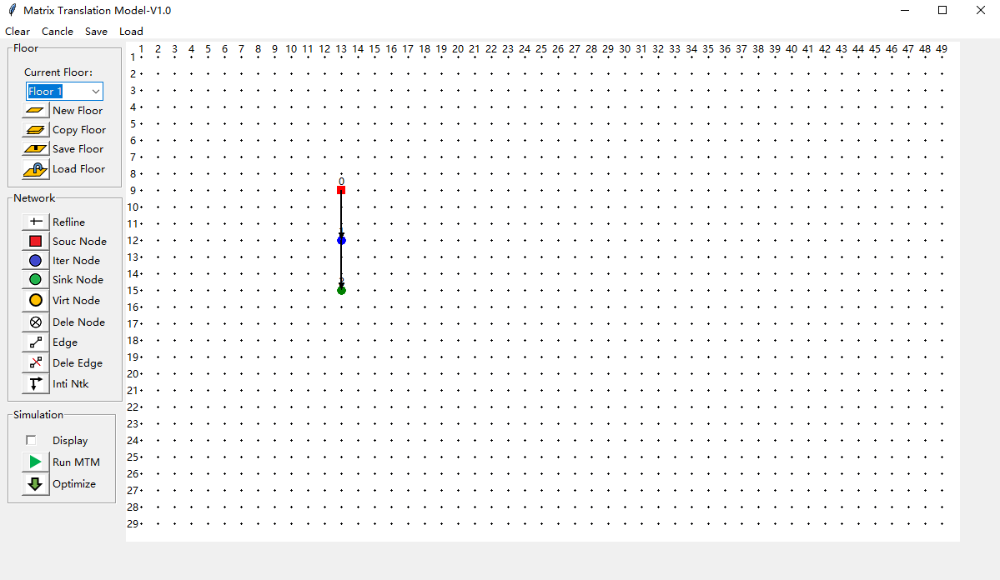 Matrix Translation Model-V1.0
Clear Cancle Save Load
Floor
Current Floor:
Floor 1
New Floor
Copy Floor
Save Floor
Load Floor
Network
Refline
Souc Node
Iter Node
Sink Node
Virt Node
Dele Node
Edge
Dele Edge
Inti Ntk
Simulation
Display
Run MTM
Optimize
1 2 3 4 5 6 7 8 9 10 11 12 13 14 15 16 17 18 19 20 21 22 23 24 25 26 27 28 29 30 31 32 33 34 35 36 37 38 39 40 41 42 43 44 45 46 47 48 49
1
2
3
4
5
6
7
8
0
9
10
11
12
13
14
15
16
17
18
19
20
21
22
23
24
25
26
27
28
29